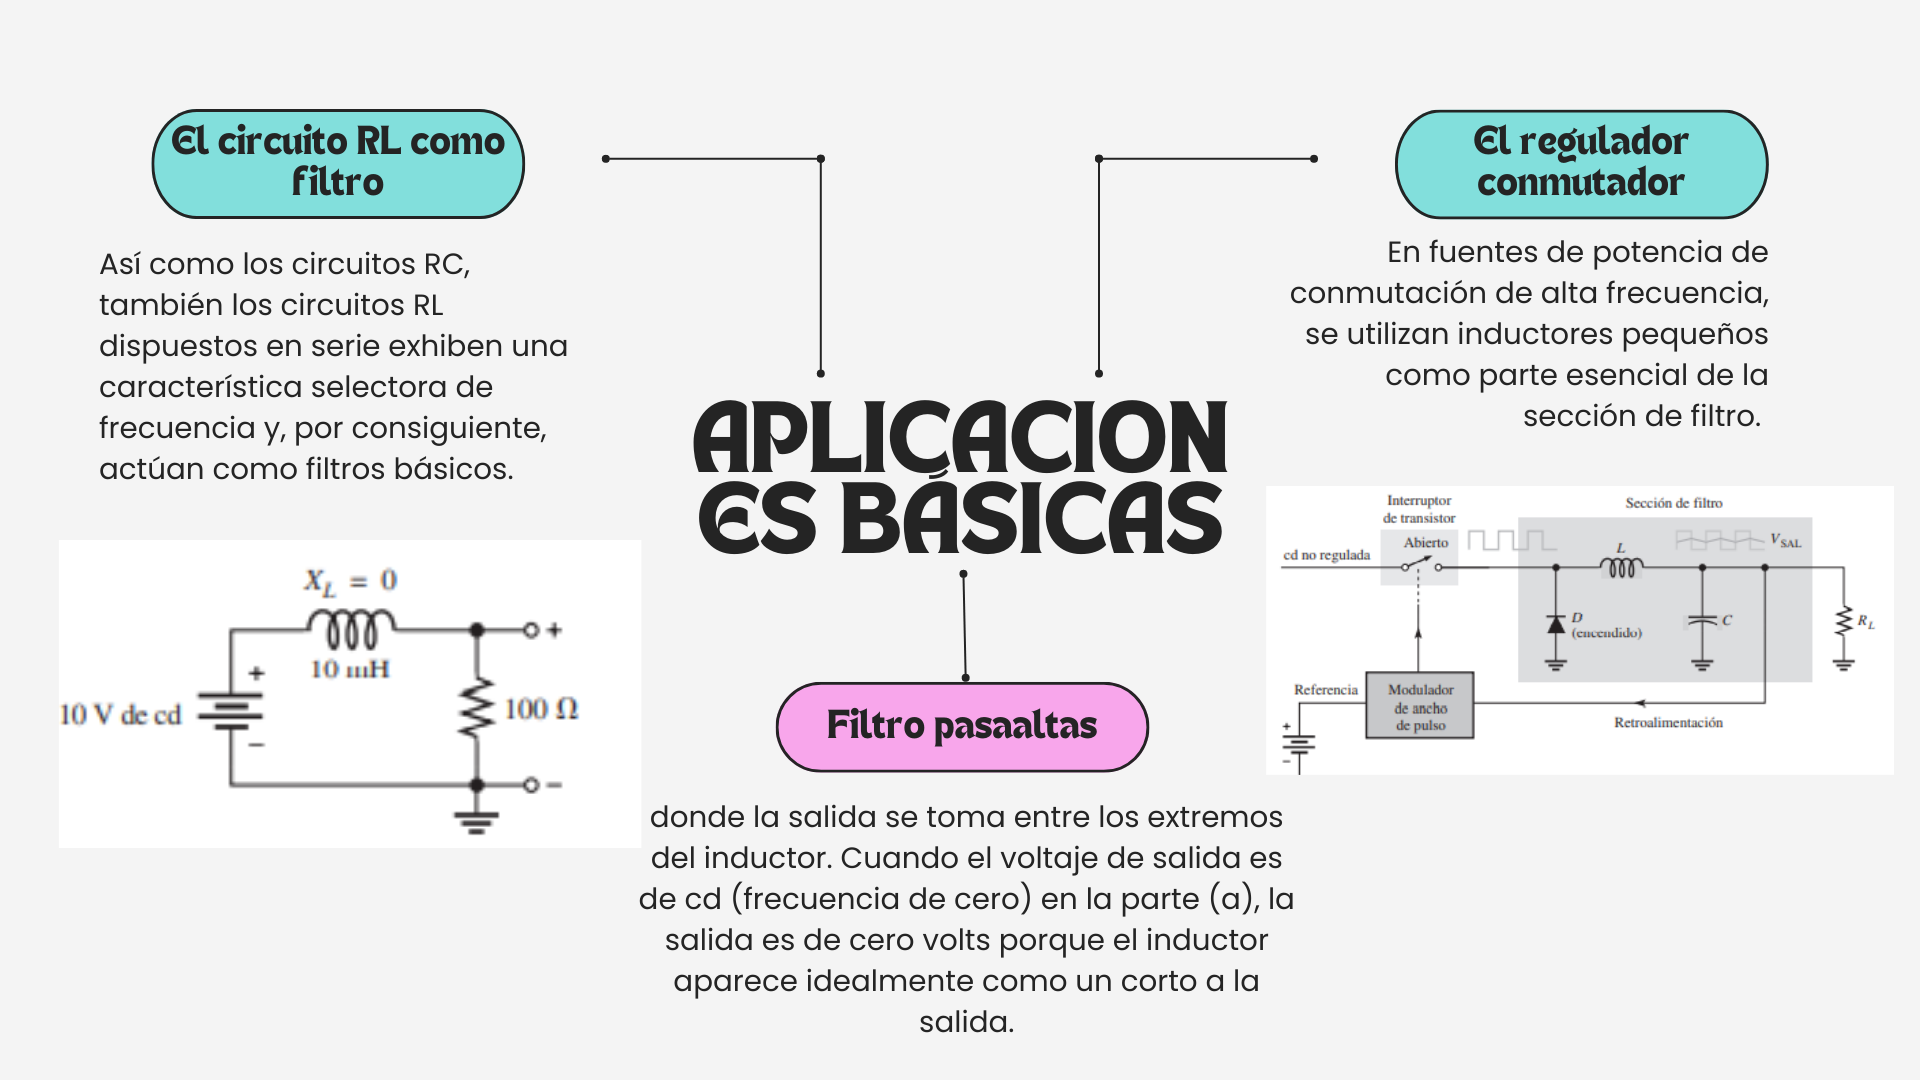 El circuito RL como
filtro
Así como los circuitos RC,
también los circuitos RL
dispuestos en serie exhiben una
característica selectora de
frecuencia y, por consiguiente,
actúan como filtros básicos.
X_L = 0
10 mH
+
10 V de cd
−
100 Ω
+
−
APLICACION
ES BÁSICAS
Filtro pasaaltas
donde la salida se toma entre los extremos
del inductor. Cuando el voltaje de salida es
de cd (frecuencia de cero) en la parte (a), la
salida es de cero volts porque el inductor
aparece idealmente como un corto a la
salida.
El regulador
conmutador
En fuentes de potencia de
conmutación de alta frecuencia,
se utilizan inductores pequeños
como parte esencial de la
sección de filtro.
Interruptor
de transistor
Sección de filtro
Abierto
cd no regulada
L
V_SAL
D
(encendido)
C
R_L
Referencia
Modulador
de ancho
de pulso
Retroalimentación
+
−